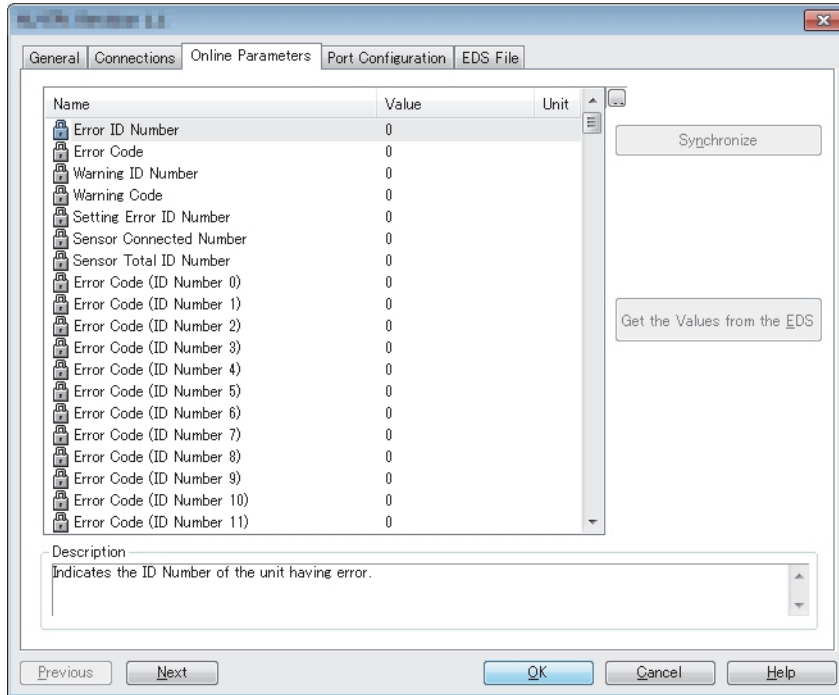 General Connections Online Parameters Port Configuration EDS File
Name Value Unit
Error ID Number 0
Error Code 0
Warning ID Number 0
Warning Code 0
Setting Error ID Number 0
Sensor Connected Number 0
Sensor Total ID Number 0
Error Code (ID Number 0) 0
Error Code (ID Number 1) 0
Error Code (ID Number 2) 0
Error Code (ID Number 3) 0
Error Code (ID Number 4) 0
Error Code (ID Number 5) 0
Error Code (ID Number 6) 0
Error Code (ID Number 7) 0
Error Code (ID Number 8) 0
Error Code (ID Number 9) 0
Error Code (ID Number 10) 0
Error Code (ID Number 11) 0
...
Synchronize
Get the Values from the EDS
Description
Indicates the ID Number of the unit having error.
Previous Next OK Cancel Help